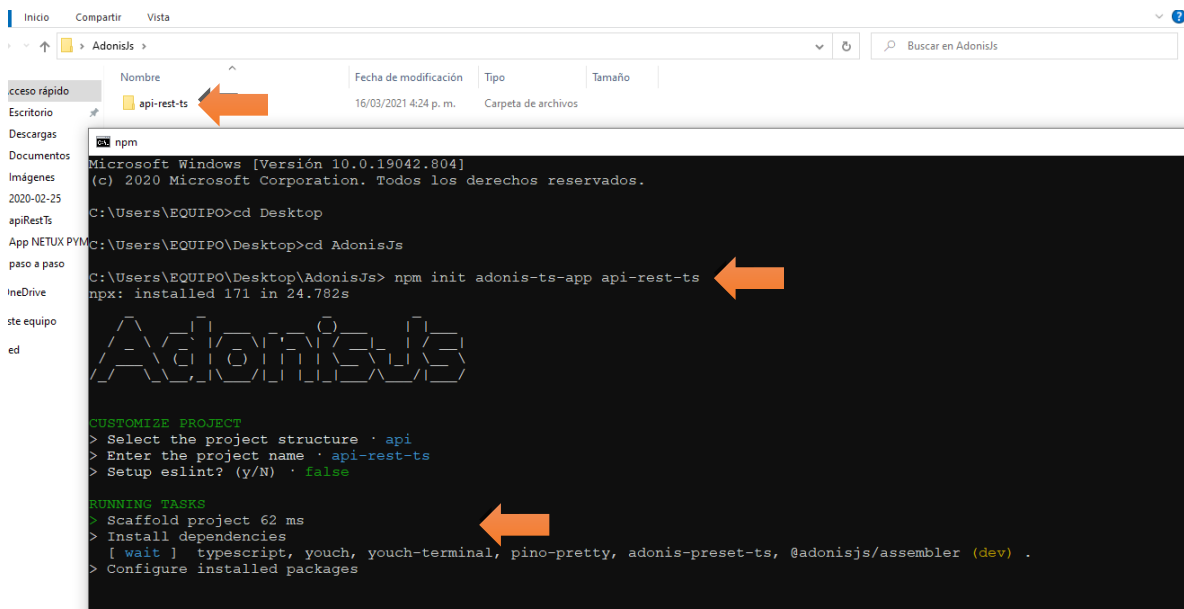 Inicio Compartir Vista
AdonisJs
Buscar en AdonisJs
Nombre Fecha de modificación Tipo Tamaño
api-rest-ts 16/03/2021 4:24 p. m. Carpeta de archivos
Acceso rápido
Escritorio
Descargas
Documentos
Imágenes
2020-02-25
apiRestTs
App NETUX PYM
paso a paso
OneDrive
ste equipo
ed
npm
Microsoft Windows [Versión 10.0.19042.804]
(c) 2020 Microsoft Corporation. Todos los derechos reservados.
C:\Users\EQUIPO>cd Desktop
C:\Users\EQUIPO\Desktop>cd AdonisJs
C:\Users\EQUIPO\Desktop\AdonisJs> npm init adonis-ts-app api-rest-ts
npx: installed 171 in 24.782s
AdonisJS
CUSTOMIZE PROJECT
> Select the project structure · api
> Enter the project name · api-rest-ts
> Setup eslint? (y/N) · false
RUNNING TASKS
> Scaffold project 62 ms
> Install dependencies
[ wait ] typescript, youch, youch-terminal, pino-pretty, adonis-preset-ts, @adonisjs/assembler (dev) .
> Configure installed packages